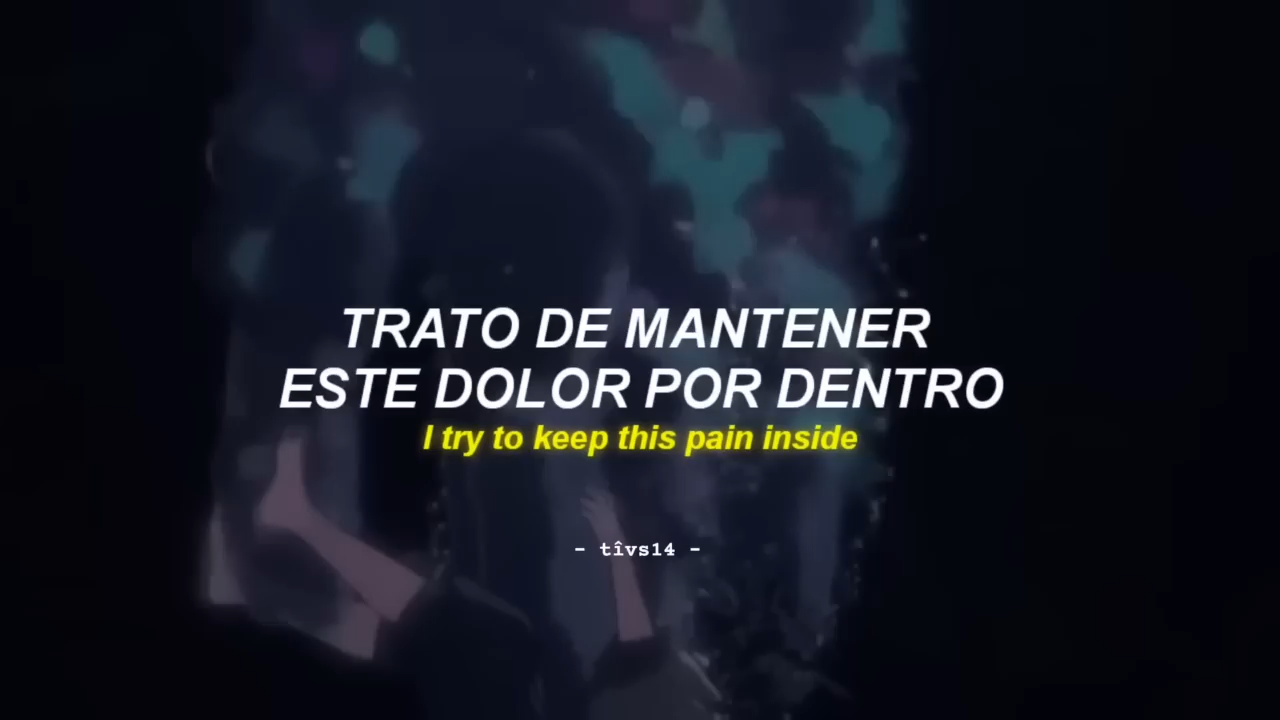 TRATO DE MANTENER
ESTE DOLOR POR DENTRO
I try to keep this pain inside
- tîvs14 -